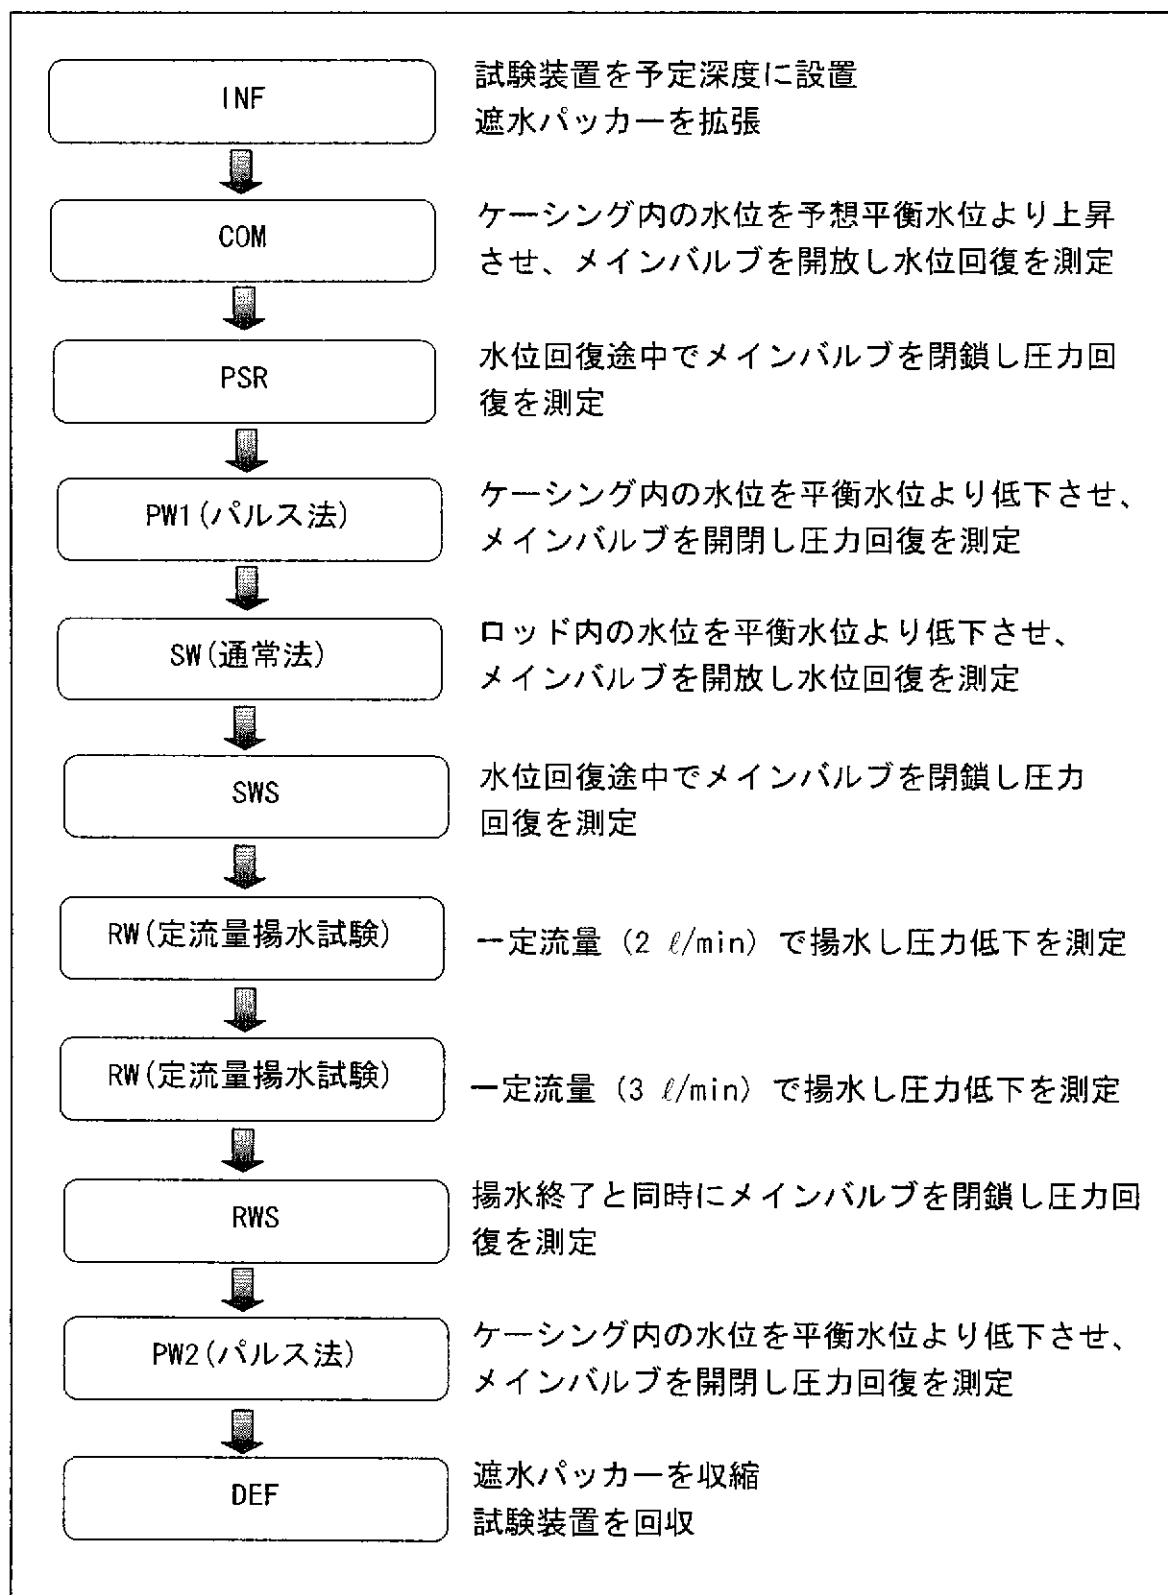 INF
試験装置を予定深度に設置
遮水パッカーを拡張
COM
ケーシング内の水位を予想平衡水位より上昇
させ、メインバルブを開放し水位回復を測定
PSR
水位回復途中でメインバルブを閉鎖し圧力回
復を測定
PW1(パルス法)
ケーシング内の水位を平衡水位より低下させ、
メインバルブを開閉し圧力回復を測定
SW(通常法)
ロッド内の水位を平衡水位より低下させ、
メインバルブを開放し水位回復を測定
SWS
水位回復途中でメインバルブを閉鎖し圧力
回復を測定
RW(定流量揚水試験)
一定流量 (2 ℓ/min) で揚水し圧力低下を測定
RW(定流量揚水試験)
一定流量 (3 ℓ/min) で揚水し圧力低下を測定
RWS
揚水終了と同時にメインバルブを閉鎖し圧力回
復を測定
PW2(パルス法)
ケーシング内の水位を平衡水位より低下させ、
メインバルブを開閉し圧力回復を測定
DEF
遮水パッカーを収縮
試験装置を回収